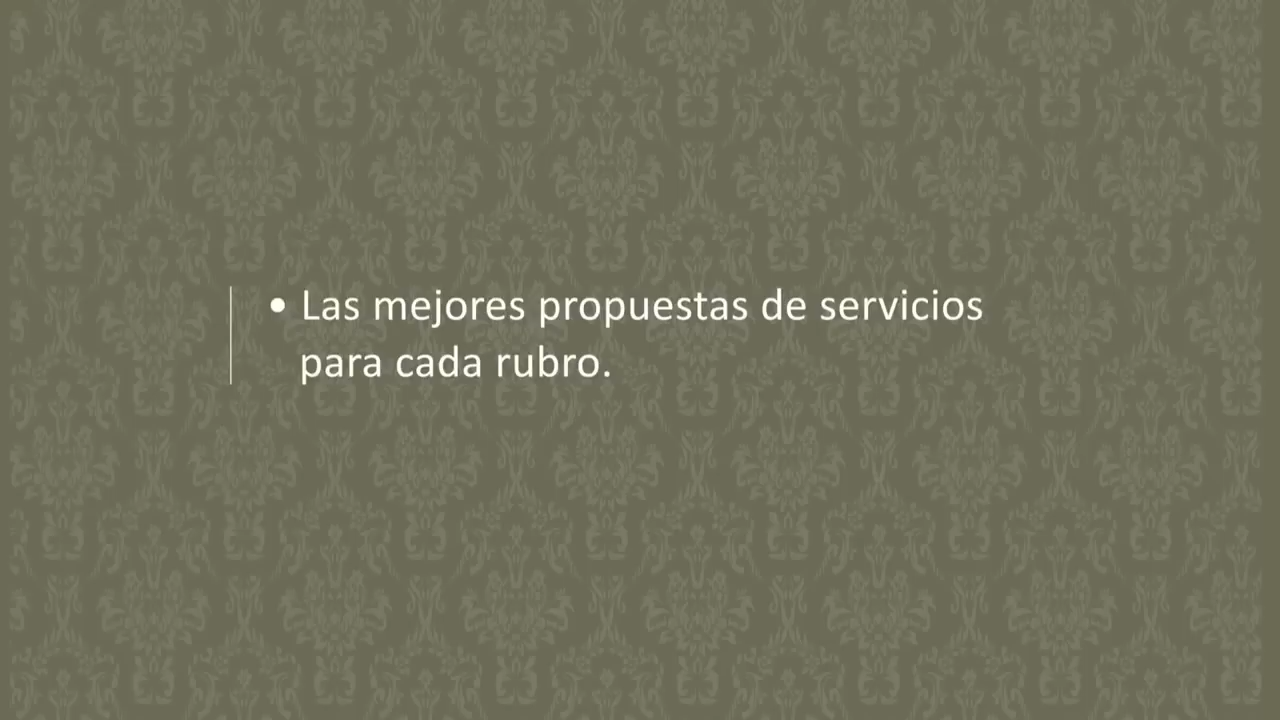 • Las mejores propuestas de servicios
para cada rubro.